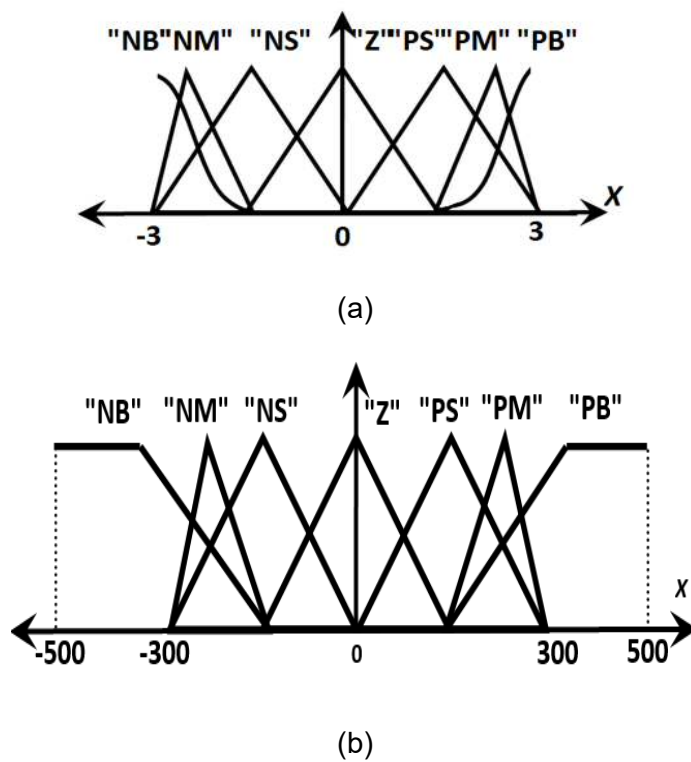 "NB"NM" "NS" "Z""PS""PM" "PB"
X
-3 0 3
(a)
"NB" "NM" "NS" "Z" "PS" "PM" "PB"
X
-500 -300 0 300 500
(b)